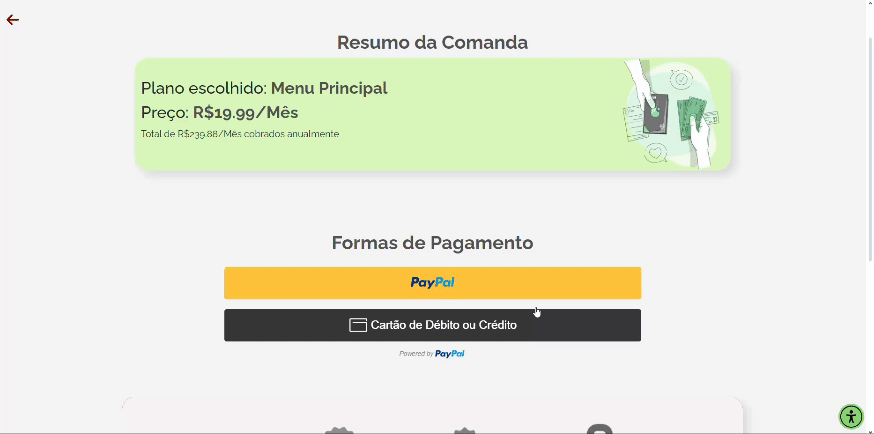 Resumo da Comanda
Plano escolhido: Menu Principal
Preço: R$19.99/Mês
Total de R$239.88/Mês cobrados anualmente
Formas de Pagamento
PayPal
Cartão de Débito ou Crédito
Powered by PayPal